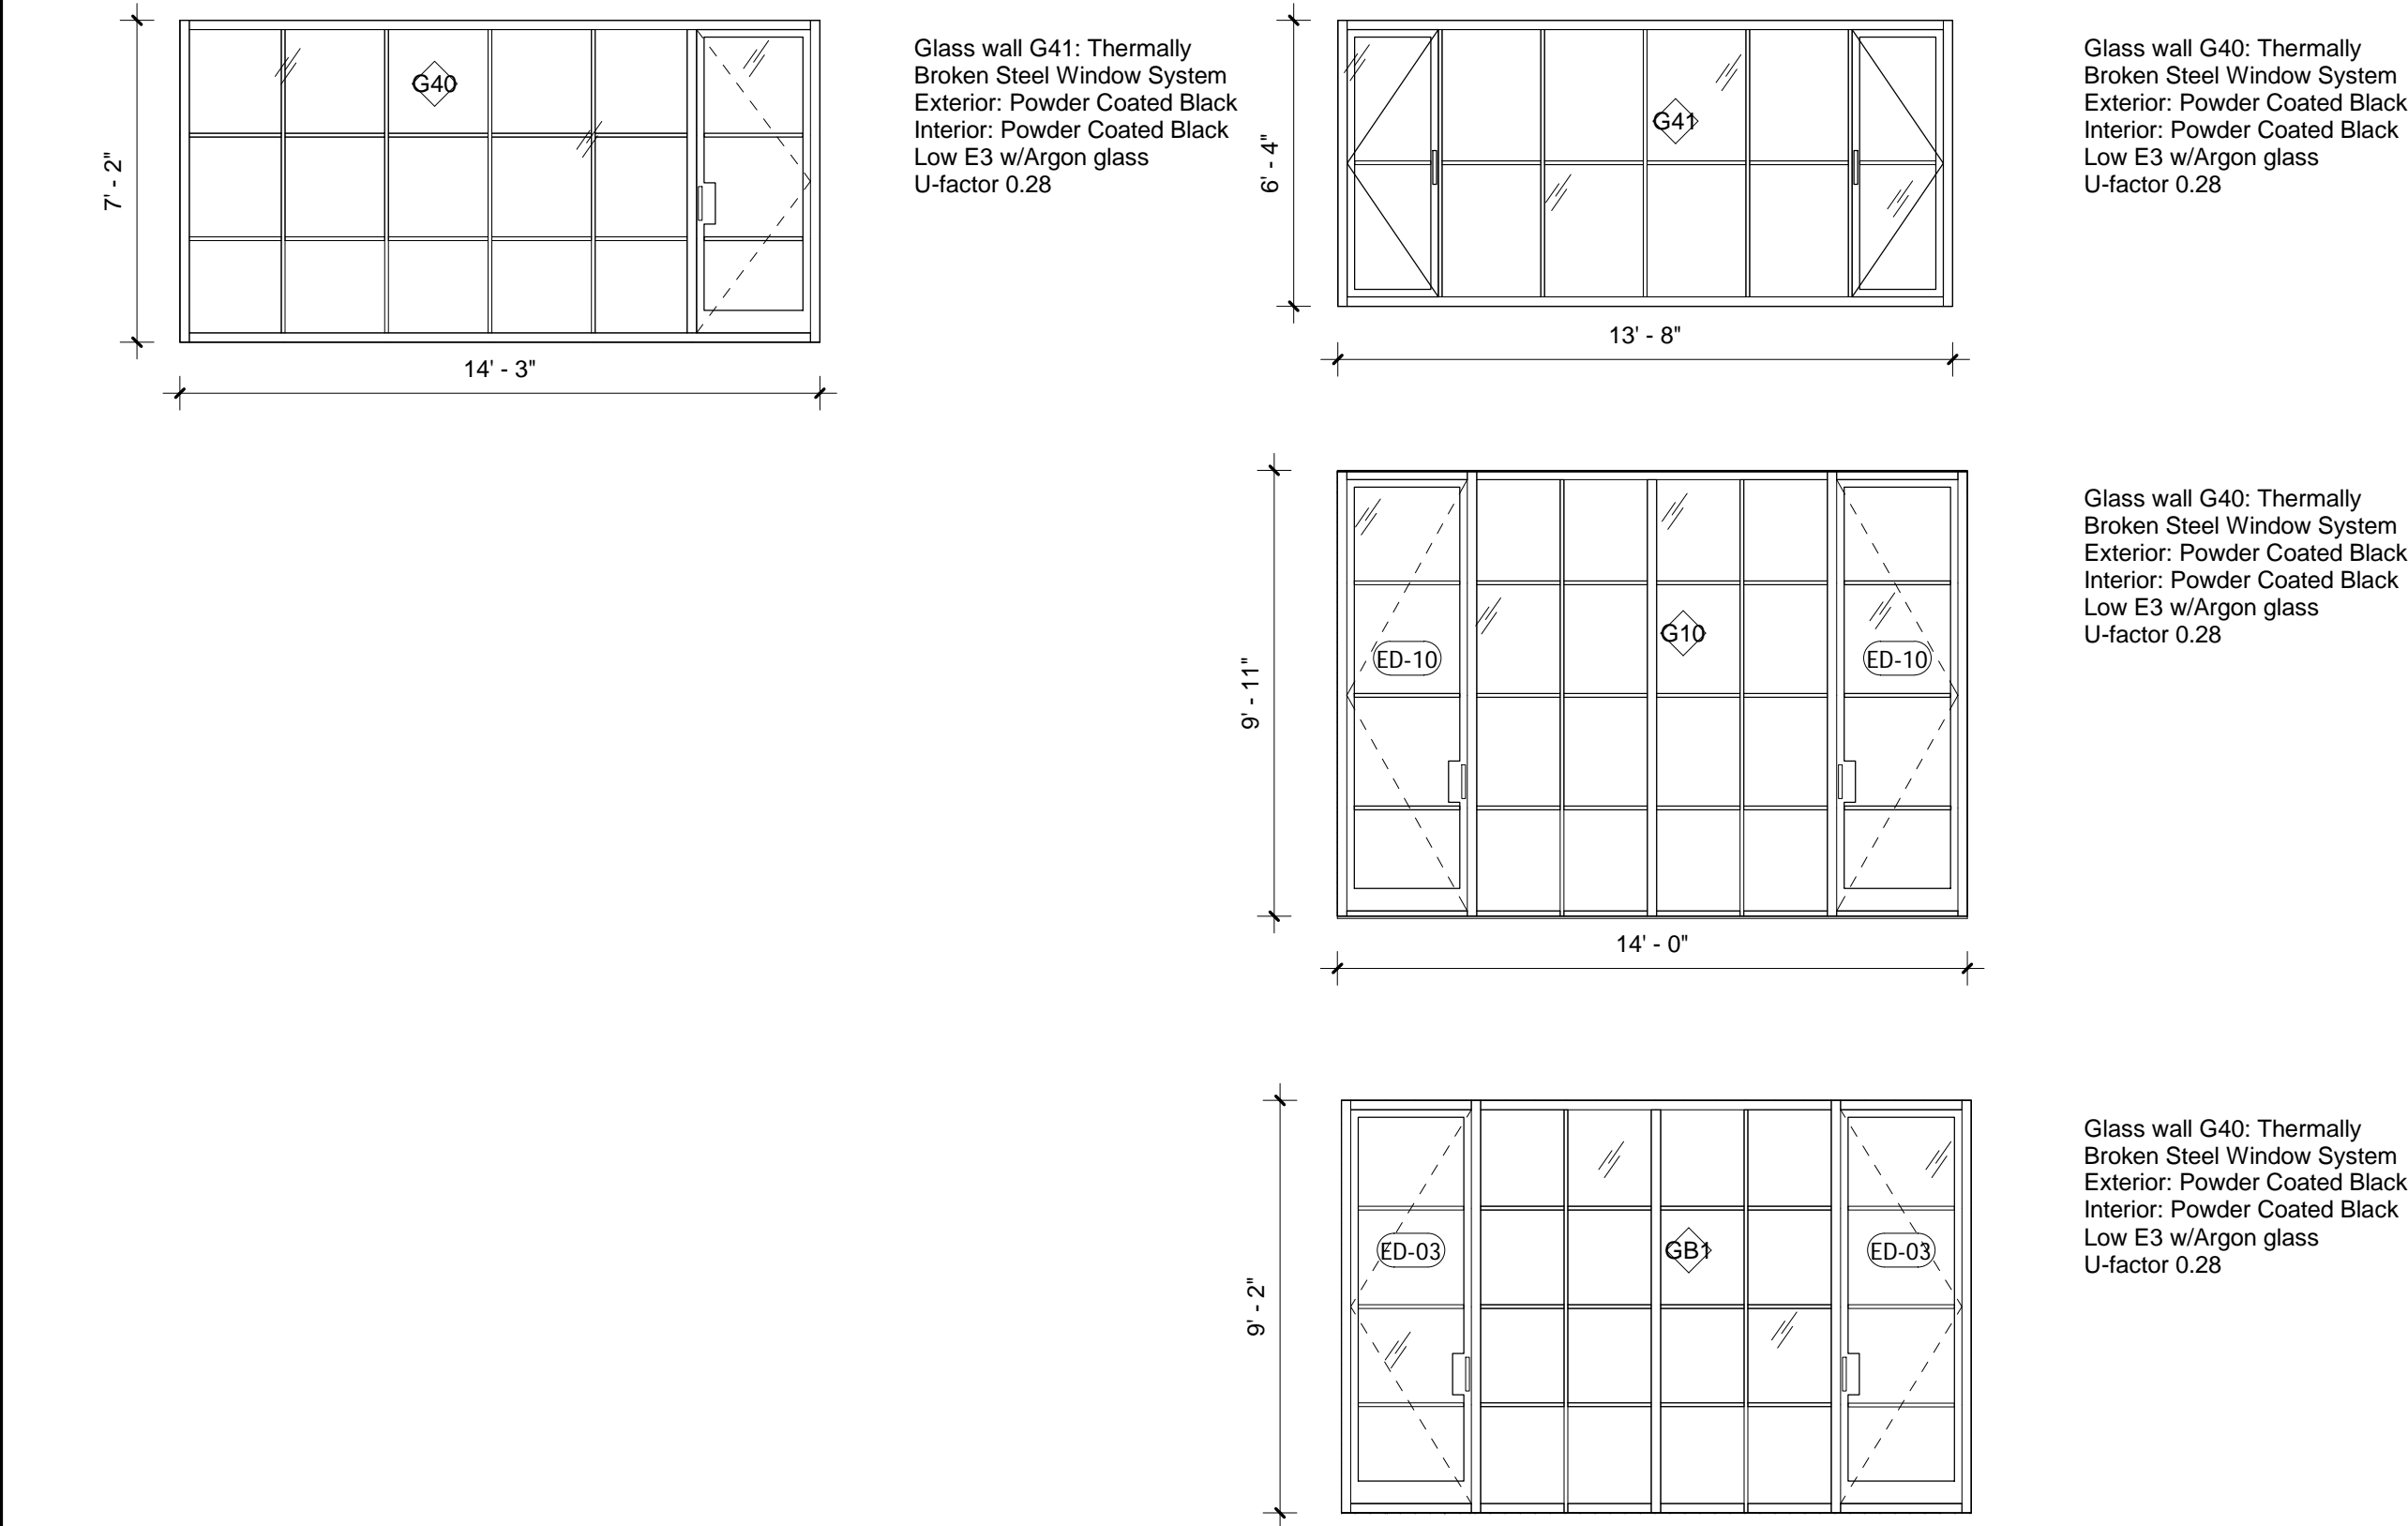 G40
7' - 2"
14' - 3"
Glass wall G41: Thermally
Broken Steel Window System
Exterior: Powder Coated Black
Interior: Powder Coated Black
Low E3 w/Argon glass
U-factor 0.28
G41
6' - 4"
13' - 8"
Glass wall G40: Thermally
Broken Steel Window System
Exterior: Powder Coated Black
Interior: Powder Coated Black
Low E3 w/Argon glass
U-factor 0.28
G10
ED-10
ED-10
9' - 11"
14' - 0"
Glass wall G40: Thermally
Broken Steel Window System
Exterior: Powder Coated Black
Interior: Powder Coated Black
Low E3 w/Argon glass
U-factor 0.28
ED-03
GB1
ED-03
9' - 2"
Glass wall G40: Thermally
Broken Steel Window System
Exterior: Powder Coated Black
Interior: Powder Coated Black
Low E3 w/Argon glass
U-factor 0.28